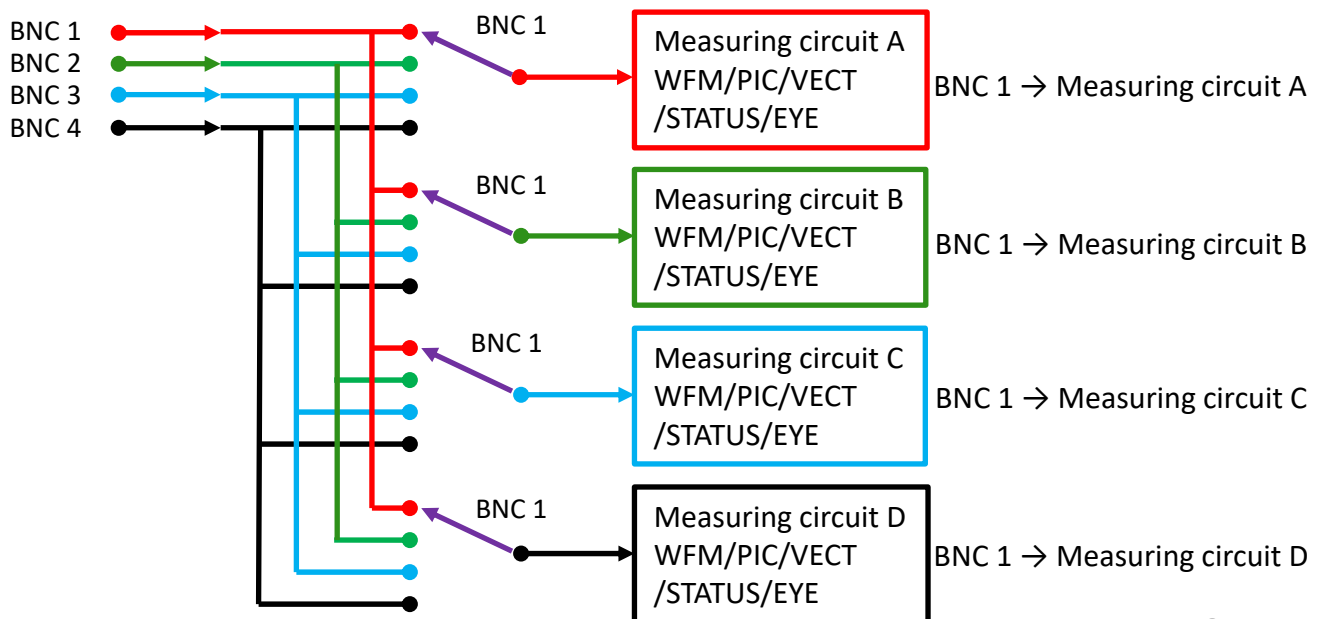 BNC 1
BNC 2
BNC 3
BNC 4
BNC 1
Measuring circuit A
WFM/PIC/VECT
/STATUS/EYE
BNC 1 → Measuring circuit A
BNC 1
Measuring circuit B
WFM/PIC/VECT
/STATUS/EYE
BNC 1 → Measuring circuit B
BNC 1
Measuring circuit C
WFM/PIC/VECT
/STATUS/EYE
BNC 1 → Measuring circuit C
BNC 1
Measuring circuit D
WFM/PIC/VECT
/STATUS/EYE
BNC 1 → Measuring circuit D